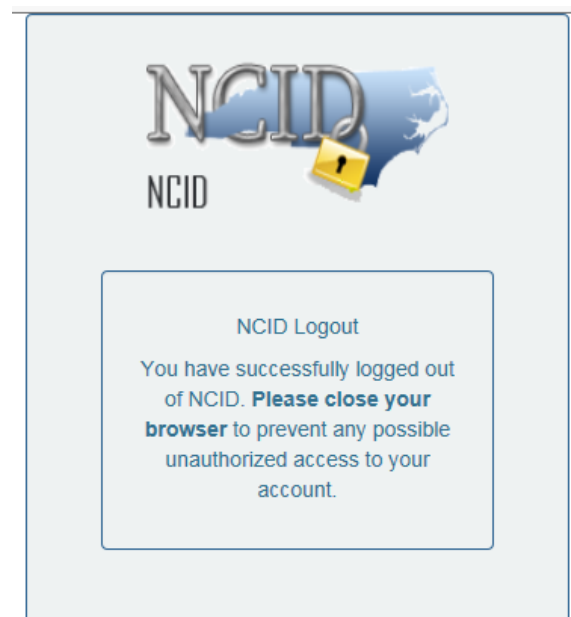 NCID
NCID
NCID Logout
You have successfully logged out
of NCID. Please close your
browser to prevent any possible
unauthorized access to your
account.